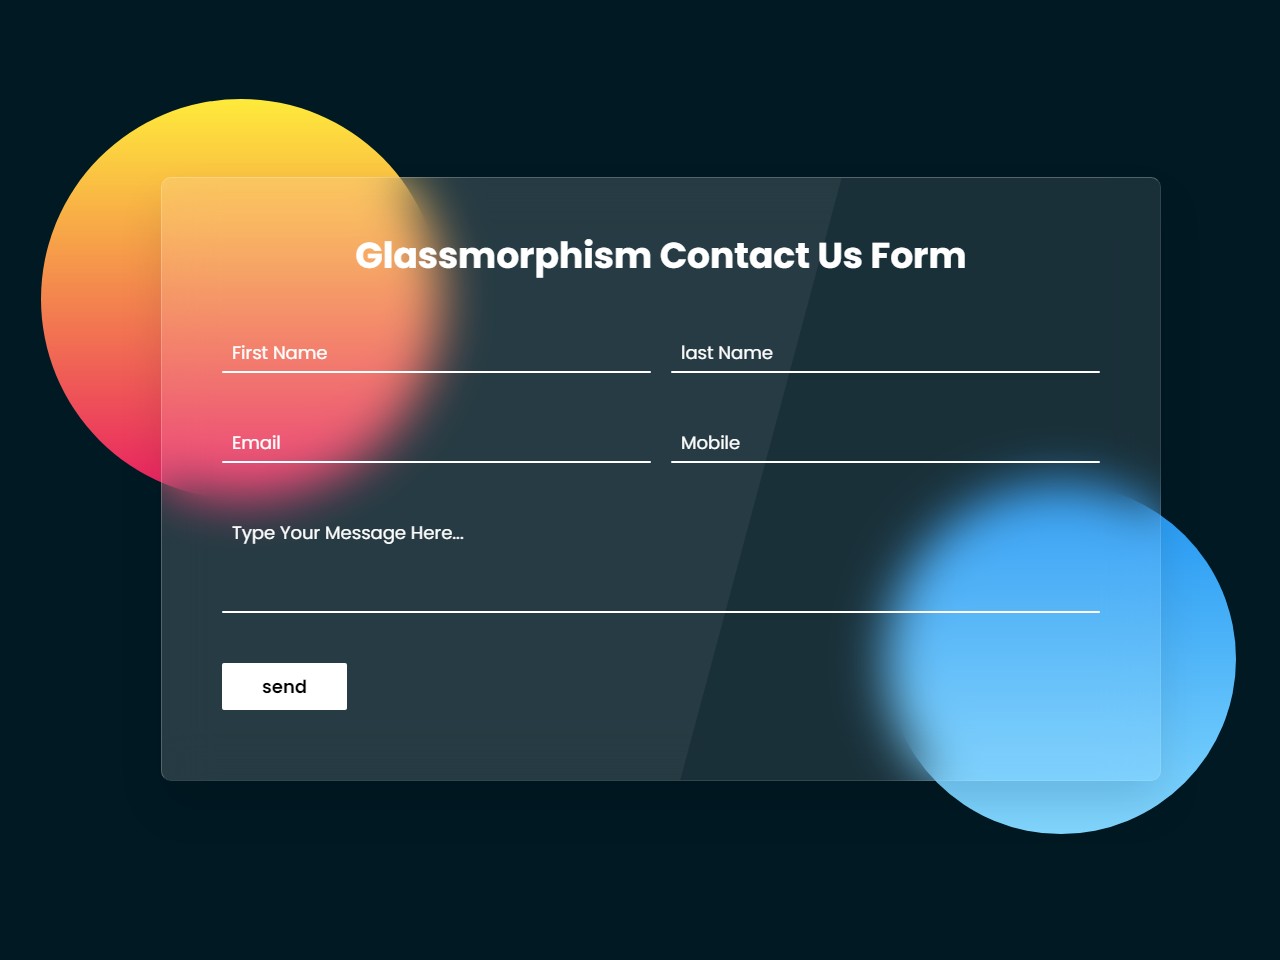 Glassmorphism Contact Us Form
First Name
last Name
Email
Mobile
Type Your Message Here...
send